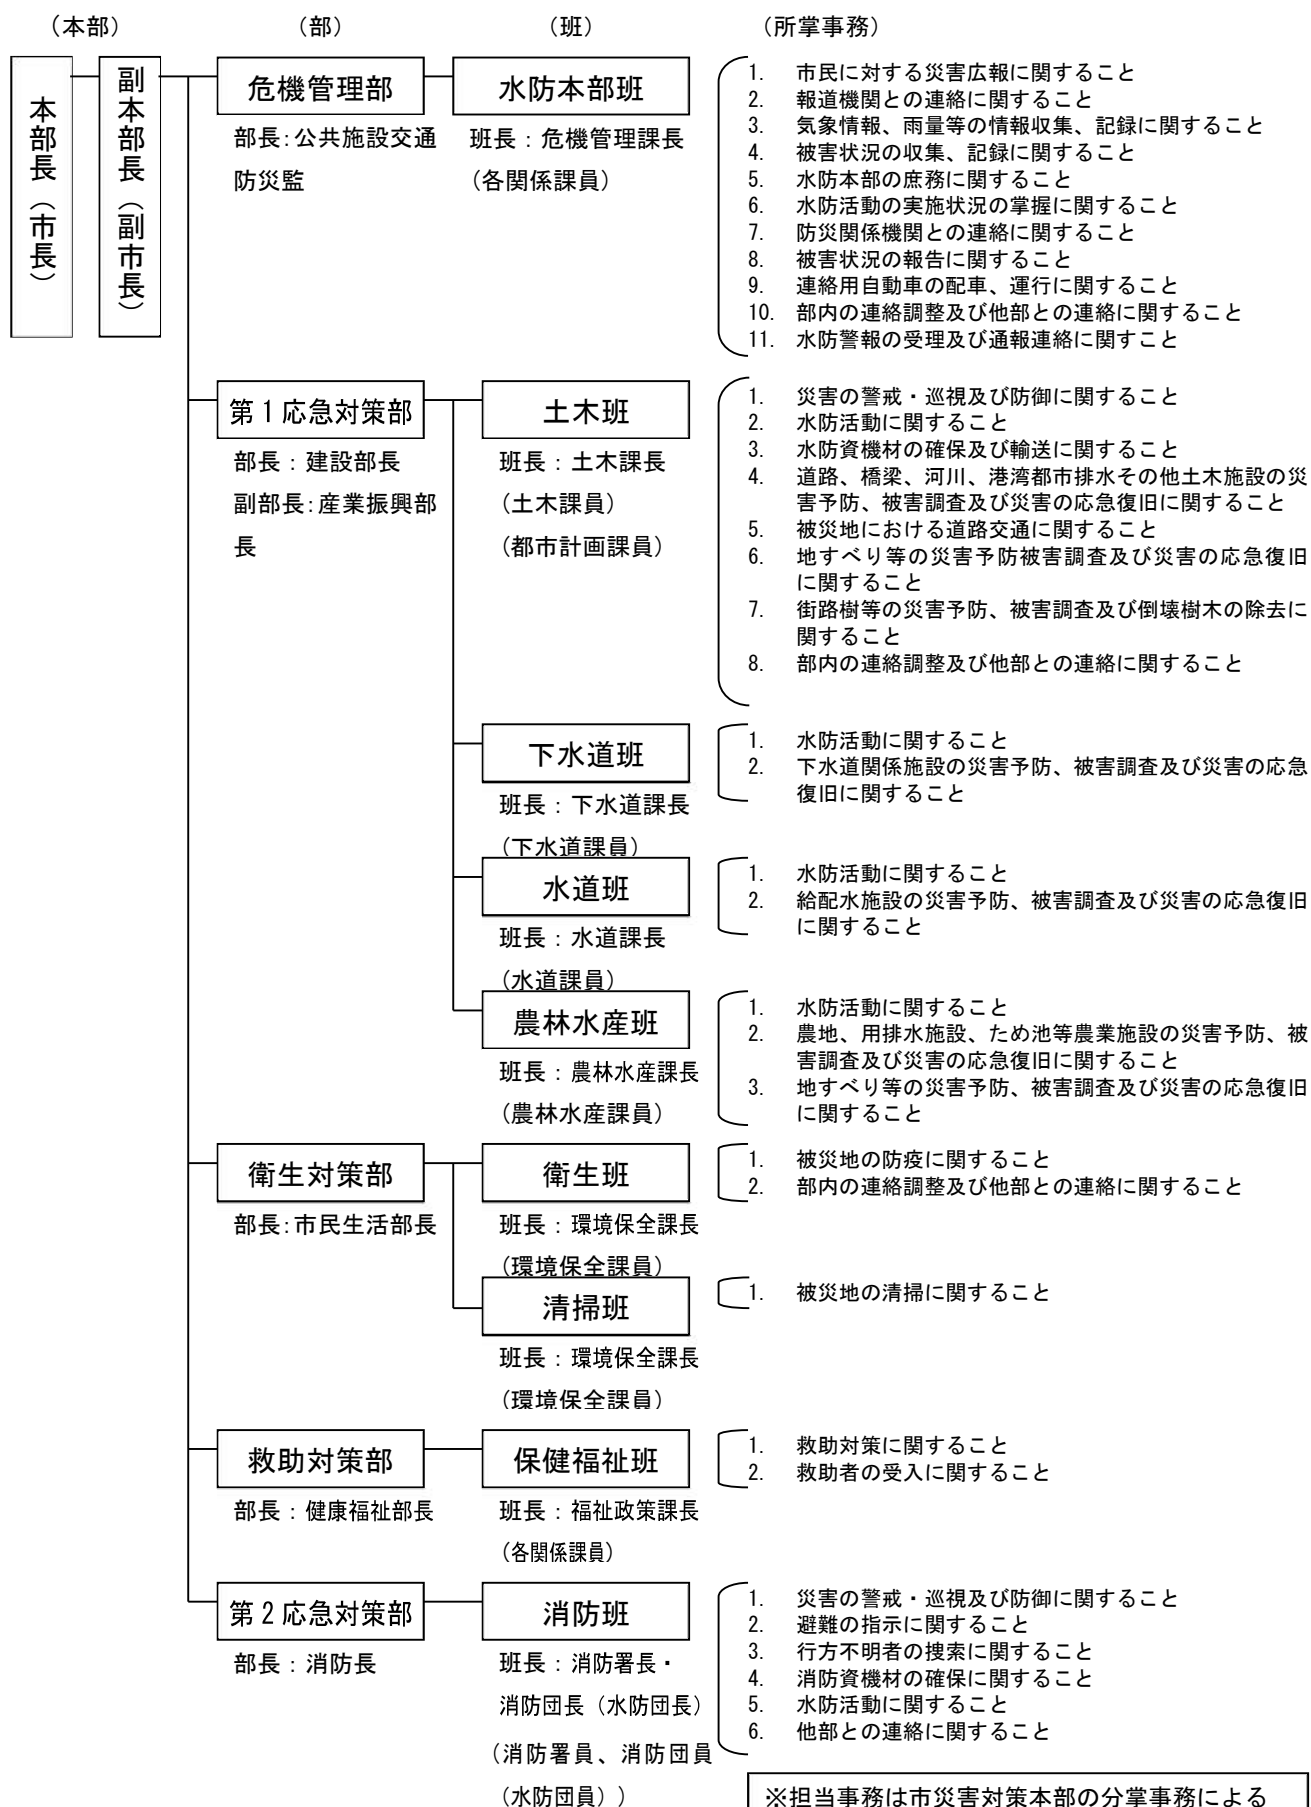 （本部）
（部）
（班）
（所掌事務）
本部長（市長）
副本部長（副市長）
危機管理部
部長：公共施設交通
防災監
水防本部班
班長：危機管理課長
（各関係課員）
1. 市民に対する災害広報に関すること
2. 報道機関との連絡に関すること
3. 気象情報、雨量等の情報収集、記録に関すること
4. 被害状況の収集、記録に関すること
5. 水防本部の庶務に関すること
6. 水防活動の実施状況の掌握に関すること
7. 防災関係機関との連絡に関すること
8. 被害状況の報告に関すること
9. 連絡用自動車の配車、運行に関すること
10. 部内の連絡調整及び他部との連絡に関すること
11. 水防警報の受理及び通報連絡に関すこと
第１応急対策部
部長：建設部長
副部長：産業振興部
長
土木班
班長：土木課長
（土木課員）
（都市計画課員）
1. 災害の警戒・巡視及び防御に関すること
2. 水防活動に関すること
3. 水防資機材の確保及び輸送に関すること
4. 道路、橋梁、河川、港湾都市排水その他土木施設の災
害予防、被害調査及び災害の応急復旧に関すること
5. 被災地における道路交通に関すること
6. 地すべり等の災害予防被害調査及び災害の応急復旧
に関すること
7. 街路樹等の災害予防、被害調査及び倒壊樹木の除去に
関すること
8. 部内の連絡調整及び他部との連絡に関すること
下水道班
班長：下水道課長
（下水道課員）
1. 水防活動に関すること
2. 下水道関係施設の災害予防、被害調査及び災害の応急
復旧に関すること
水道班
班長：水道課長
（水道課員）
1. 水防活動に関すること
2. 給配水施設の災害予防、被害調査及び災害の応急復旧
に関すること
農林水産班
班長：農林水産課長
（農林水産課員）
1. 水防活動に関すること
2. 農地、用排水施設、ため池等農業施設の災害予防、被
害調査及び災害の応急復旧に関すること
3. 地すべり等の災害予防、被害調査及び災害の応急復旧
に関すること
衛生対策部
部長：市民生活部長
衛生班
班長：環境保全課長
（環境保全課員）
1. 被災地の防疫に関すること
2. 部内の連絡調整及び他部との連絡に関すること
清掃班
班長：環境保全課長
（環境保全課員）
1. 被災地の清掃に関すること
救助対策部
部長：健康福祉部長
保健福祉班
班長：福祉政策課長
（各関係課員）
1. 救助対策に関すること
2. 救助者の受入に関すること
第２応急対策部
部長：消防長
消防班
班長：消防署長・
消防団長（水防団長）
（消防署員、消防団員
（水防団員））
1. 災害の警戒・巡視及び防御に関すること
2. 避難の指示に関すること
3. 行方不明者の捜索に関すること
4. 消防資機材の確保に関すること
5. 水防活動に関すること
6. 他部との連絡に関すること
※担当事務は市災害対策本部の分掌事務による